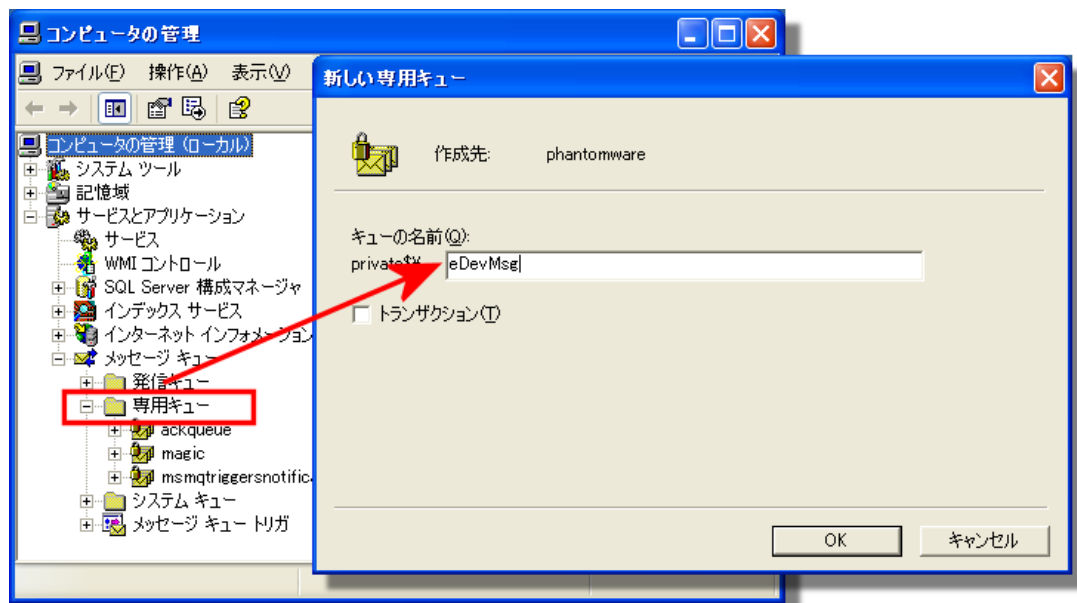 コンピュータの管理
ファイル(F) 操作(A) 表示(V)
コンピュータの管理 (ローカル)
システム ツール
記憶域
サービスとアプリケーション
サービス
WMI コントロール
SQL Server 構成マネージャ
インデックス サービス
インターネット インフォメーション
メッセージ キュー
発信キュー
専用キュー
ackqueue
magic
msmqtriggersnotific
システム キュー
メッセージ キュー トリガ
新しい専用キュー
作成先: phantomware
キューの名前(Q):
private$¥ eDevMsg
トランザクション(T)
OK キャンセル